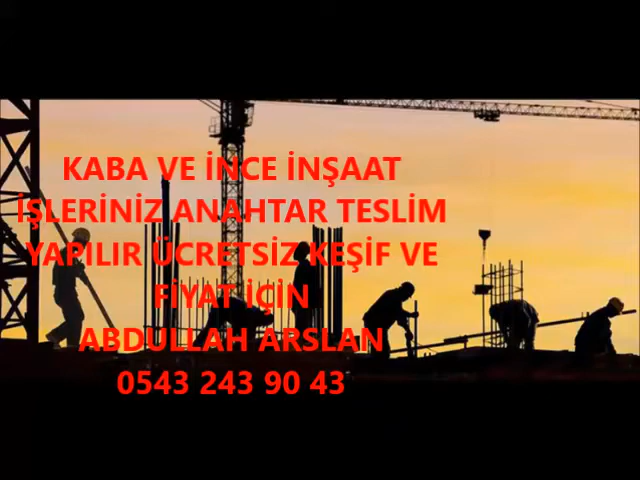 KABA VE İNCE İNŞAAT
İŞLERİNİZ ANAHTAR TESLİM
YAPILIR ÜCRETSİZ KEŞİF VE
FİYAT İÇİN
ABDULLAH ARSLAN
0543 243 90 43